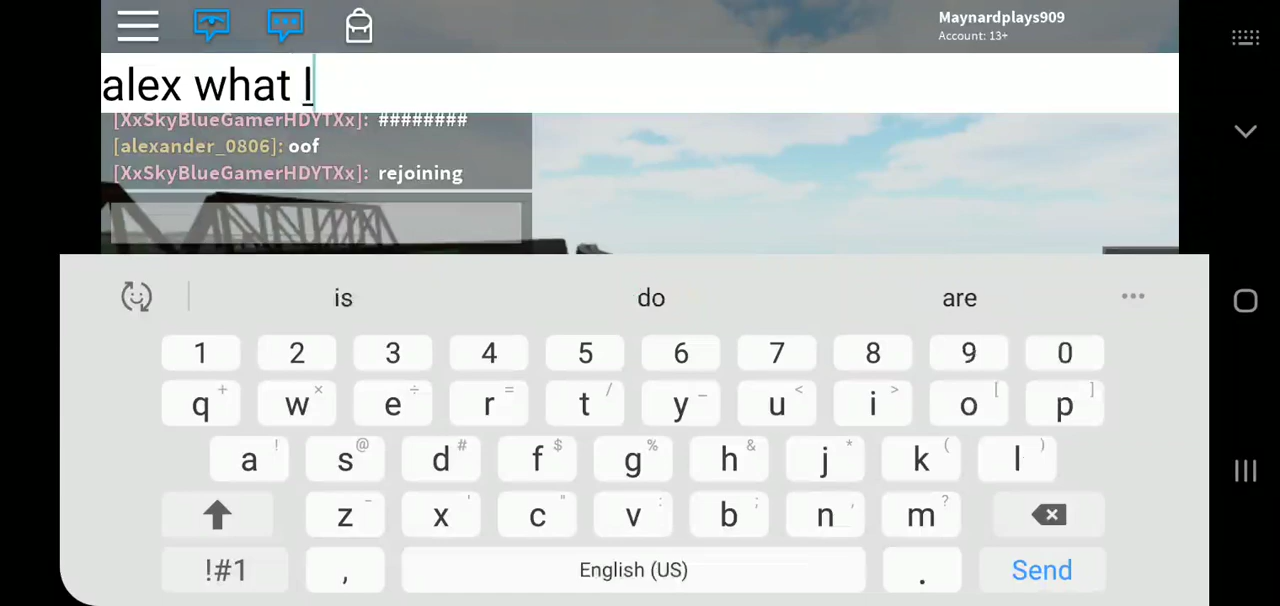 Maynardplays909
Account: 13+
alex what l
[XxSkyBlueGamerHDYTXx]: ########
[alexander_0806]: oof
[XxSkyBlueGamerHDYTXx]: rejoining
is do are
1 2 3 4 5 6 7 8 9 0
q + w × e ÷ r = t / y _ u < i > o [ p ]
a ! s @ d # f $ g % h & j * k ( l )
z - x ' c " v : b ; n , m ?
!#1 , English (US) . Send